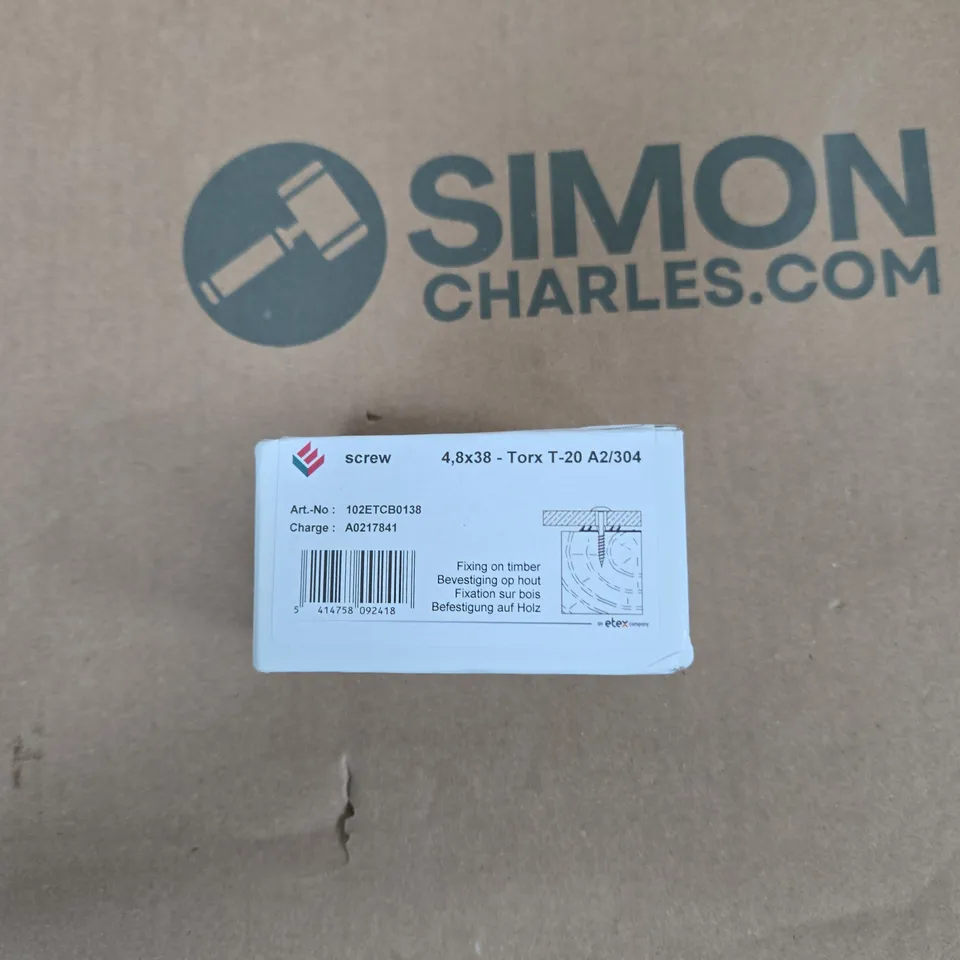 SIMON
CHARLES.COM
screw 4,8x38 - Torx T-20 A2/304
Art.-No : 102ETCB0138
Charge : A0217841
Fixing on timber
Bevestiging op hout
Fixation sur bois
Befestigung auf Holz
5 414758 092418
an etex company